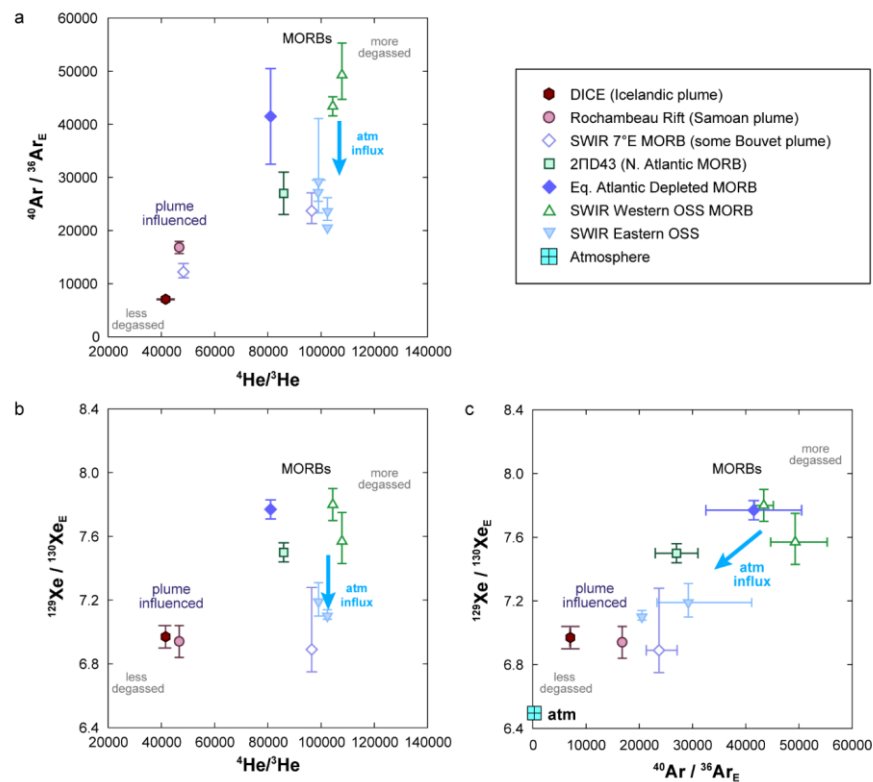 a
60000
50000
40000
30000
20000
10000
0
⁴⁰Ar / ³⁶Ar_E
MORBs
more
degassed
atm
influx
plume
influenced
less
degassed
20000 40000 60000 80000 100000 120000 140000
⁴He/³He
DICE (Icelandic plume)
Rochambeau Rift (Samoan plume)
SWIR 7°E MORB (some Bouvet plume)
2ΠD43 (N. Atlantic MORB)
Eq. Atlantic Depleted MORB
SWIR Western OSS MORB
SWIR Eastern OSS
Atmosphere
b
8.4
8.0
7.6
7.2
6.8
6.4
¹²⁹Xe / ¹³⁰Xe_E
MORBs
more
degassed
atm
influx
plume
influenced
less
degassed
20000 40000 60000 80000 100000 120000 140000
⁴He/³He
c
8.4
8.0
7.6
7.2
6.8
6.4
¹²⁹Xe / ¹³⁰Xe_E
more
degassed
MORBs
atm
influx
plume
influenced
less
degassed
atm
0 10000 20000 30000 40000 50000 60000
⁴⁰Ar / ³⁶Ar_E